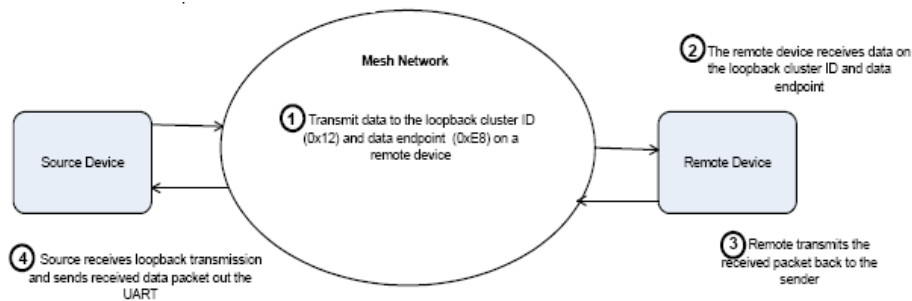 Mesh Network
1 Transmit data to the loopback cluster ID
(0x12) and data endpoint (0xE8) on a
remote device
2 The remote device receives data on
the loopback cluster ID and data
endpoint
Source Device
Remote Device
3 Remote transmits the
received packet back to the
sender
4 Source receives loopback transmission
and sends received data packet out the
UART